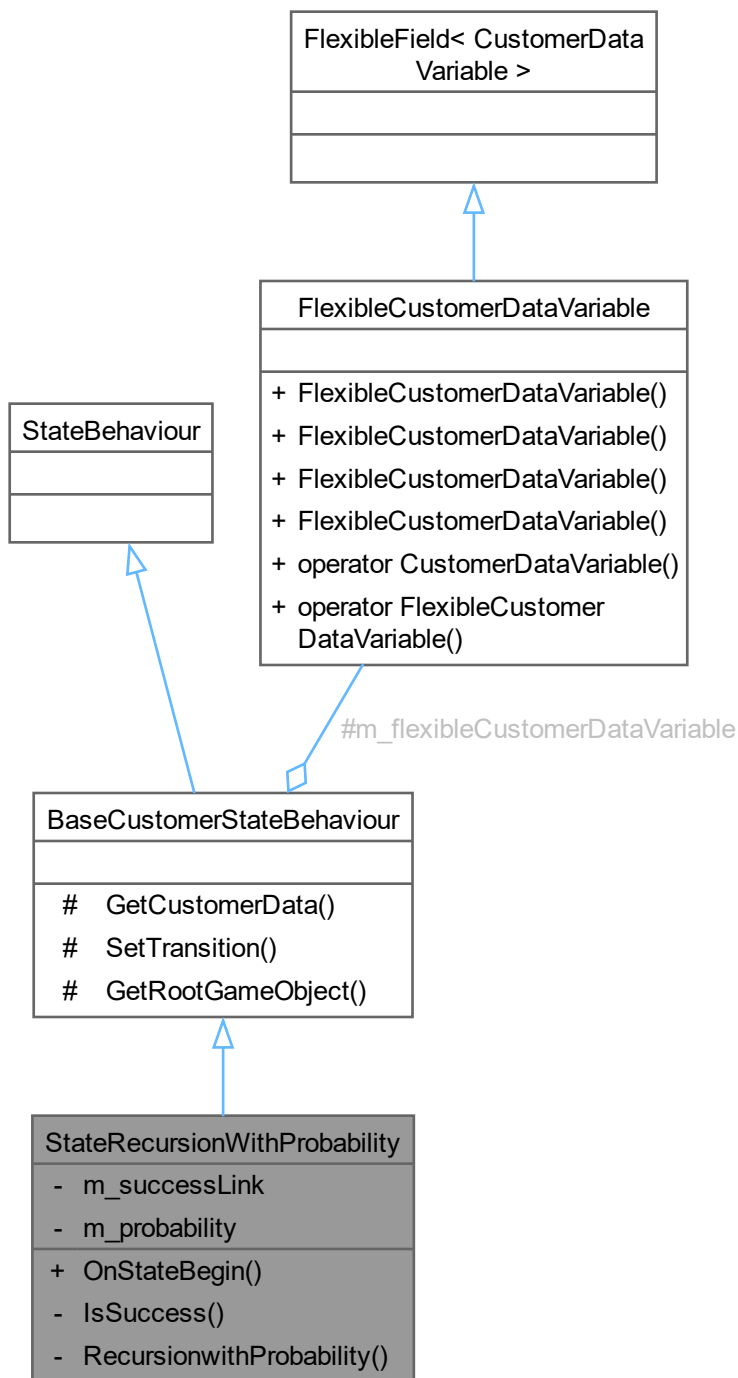 FlexibleField< CustomerData
Variable >
FlexibleCustomerDataVariable
+ FlexibleCustomerDataVariable()
+ FlexibleCustomerDataVariable()
+ FlexibleCustomerDataVariable()
+ FlexibleCustomerDataVariable()
+ operator CustomerDataVariable()
+ operator FlexibleCustomer
DataVariable()
StateBehaviour
#m_flexibleCustomerDataVariable
BaseCustomerStateBehaviour
# GetCustomerData()
# SetTransition()
# GetRootGameObject()
StateRecursionWithProbability
- m_successLink
- m_probability
+ OnStateBegin()
- IsSuccess()
- RecursionwithProbability()